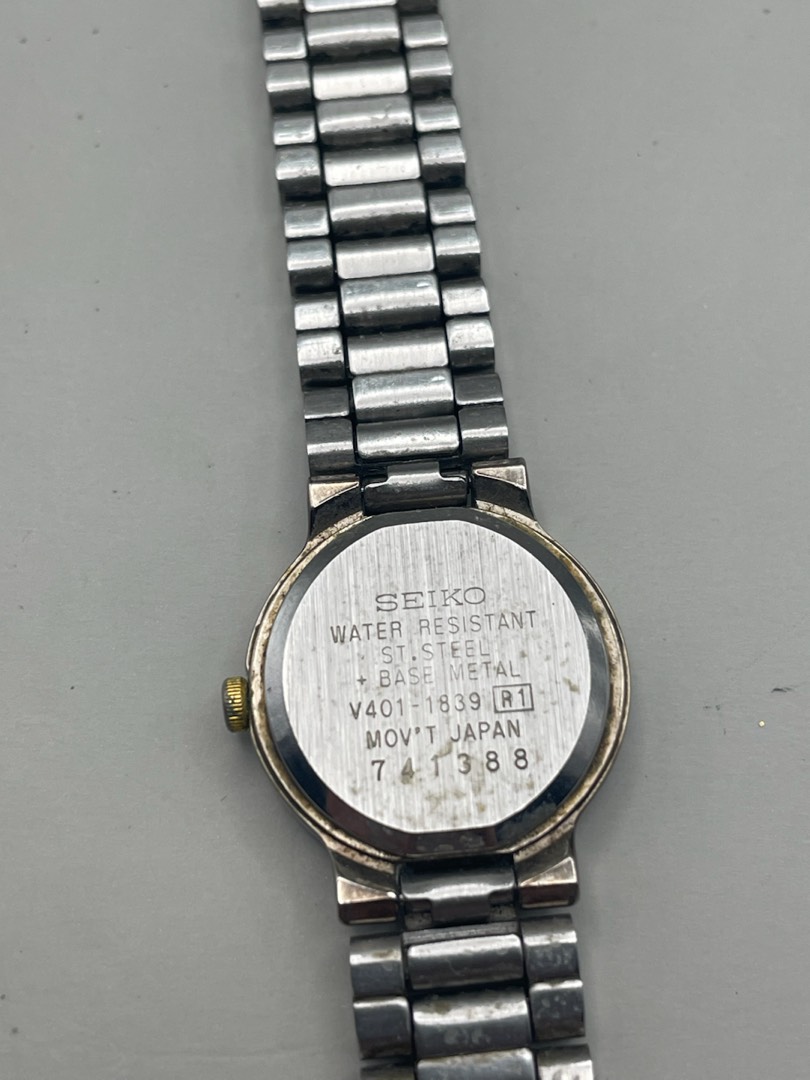 SEIKO
WATER RESISTANT
ST.STEEL
+ BASE METAL
V401-1839 R1
MOV'T JAPAN
741388